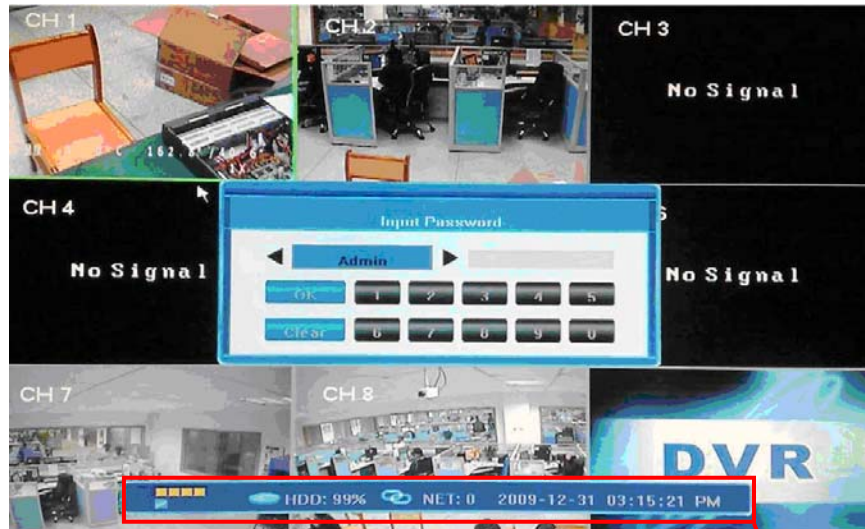 CH 1
CH 2
CH 3
No Signal
CH 4
No Signal
Input Password
Admin
OK 1 2 3 4 5
Clear 6 7 8 9 0
6
No Signal
CH 7
CH 8
DVR
HDD: 99% NET: 0 2009-12-31 03:15:21 PM